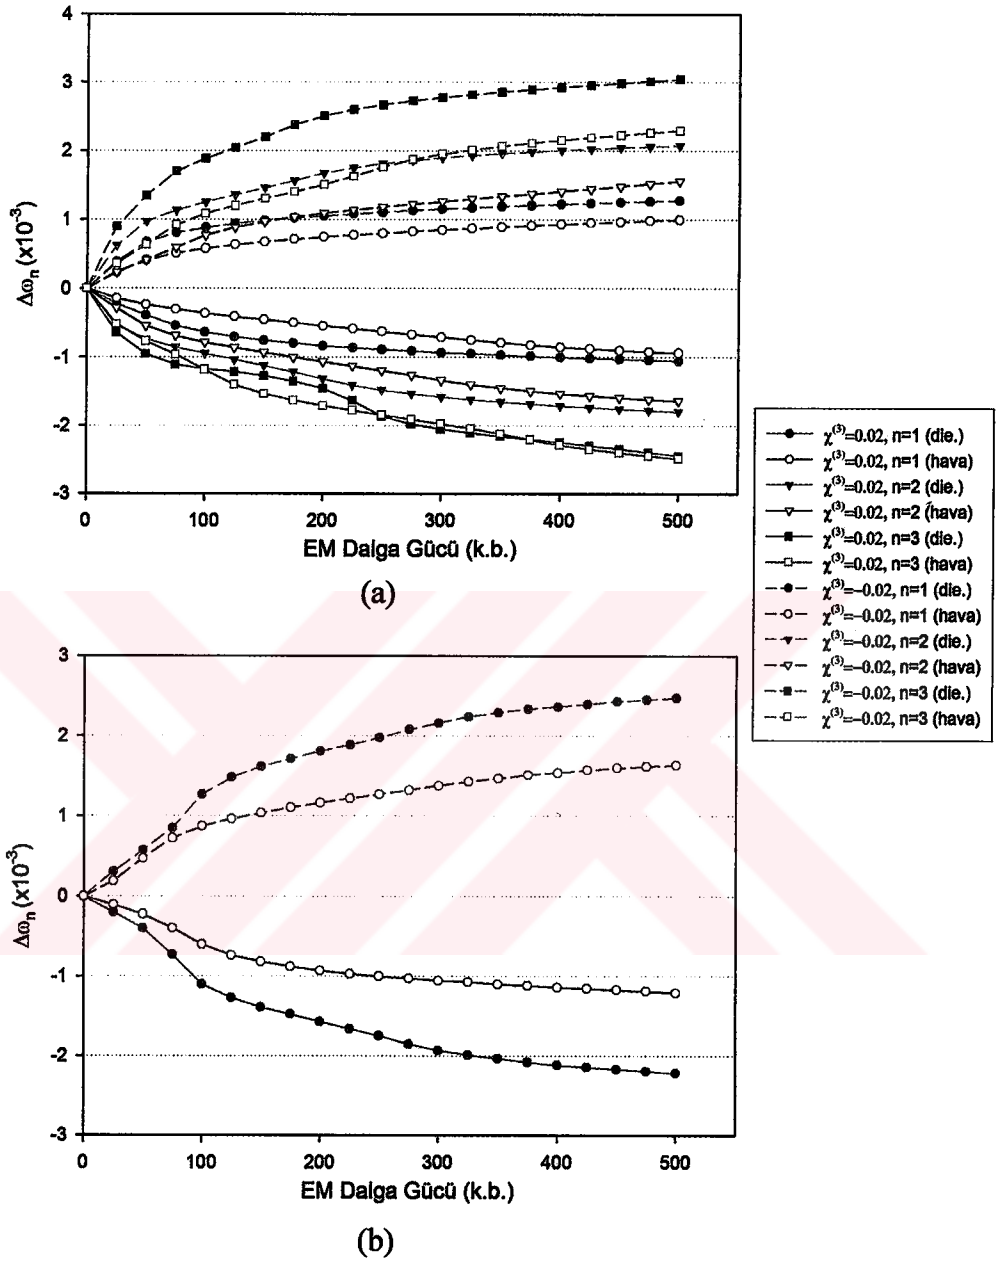 4
3
2
1
0
-1
-2
-3
Δωn (x10-3)
0 100 200 300 400 500
EM Dalga Gücü (k.b.)
(a)
χ(3)=0.02, n=1 (die.)
χ(3)=0.02, n=1 (hava)
χ(3)=0.02, n=2 (die.)
χ(3)=0.02, n=2 (hava)
χ(3)=0.02, n=3 (die.)
χ(3)=0.02, n=3 (hava)
χ(3)=−0.02, n=1 (die.)
χ(3)=−0.02, n=1 (hava)
χ(3)=−0.02, n=2 (die.)
χ(3)=−0.02, n=2 (hava)
χ(3)=−0.02, n=3 (die.)
χ(3)=−0.02, n=3 (hava)
3
2
1
0
-1
-2
-3
Δωn (x10-3)
0 100 200 300 400 500
EM Dalga Gücü (k.b.)
(b)